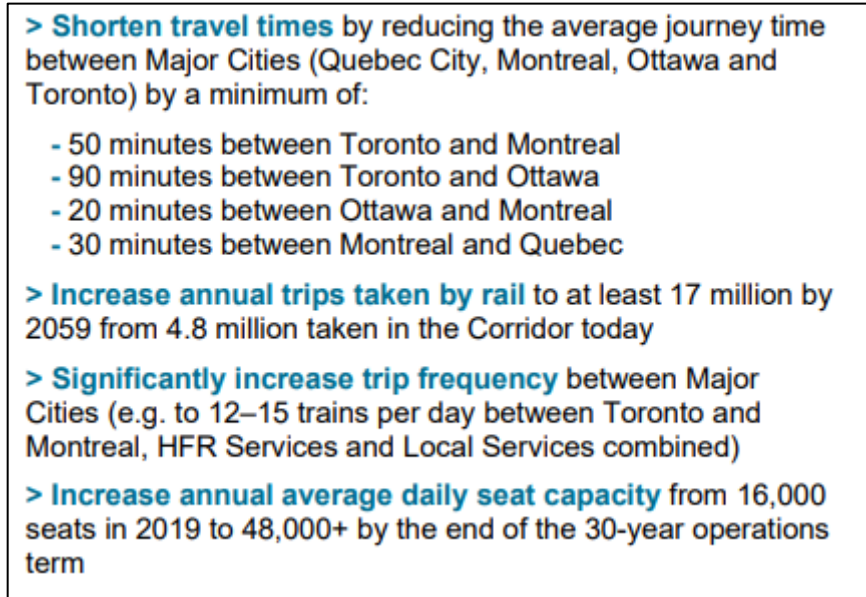 > Shorten travel times by reducing the average journey time
between Major Cities (Quebec City, Montreal, Ottawa and
Toronto) by a minimum of:
- 50 minutes between Toronto and Montreal
- 90 minutes between Toronto and Ottawa
- 20 minutes between Ottawa and Montreal
- 30 minutes between Montreal and Quebec
> Increase annual trips taken by rail to at least 17 million by
2059 from 4.8 million taken in the Corridor today
> Significantly increase trip frequency between Major
Cities (e.g. to 12–15 trains per day between Toronto and
Montreal, HFR Services and Local Services combined)
> Increase annual average daily seat capacity from 16,000
seats in 2019 to 48,000+ by the end of the 30-year operations
term